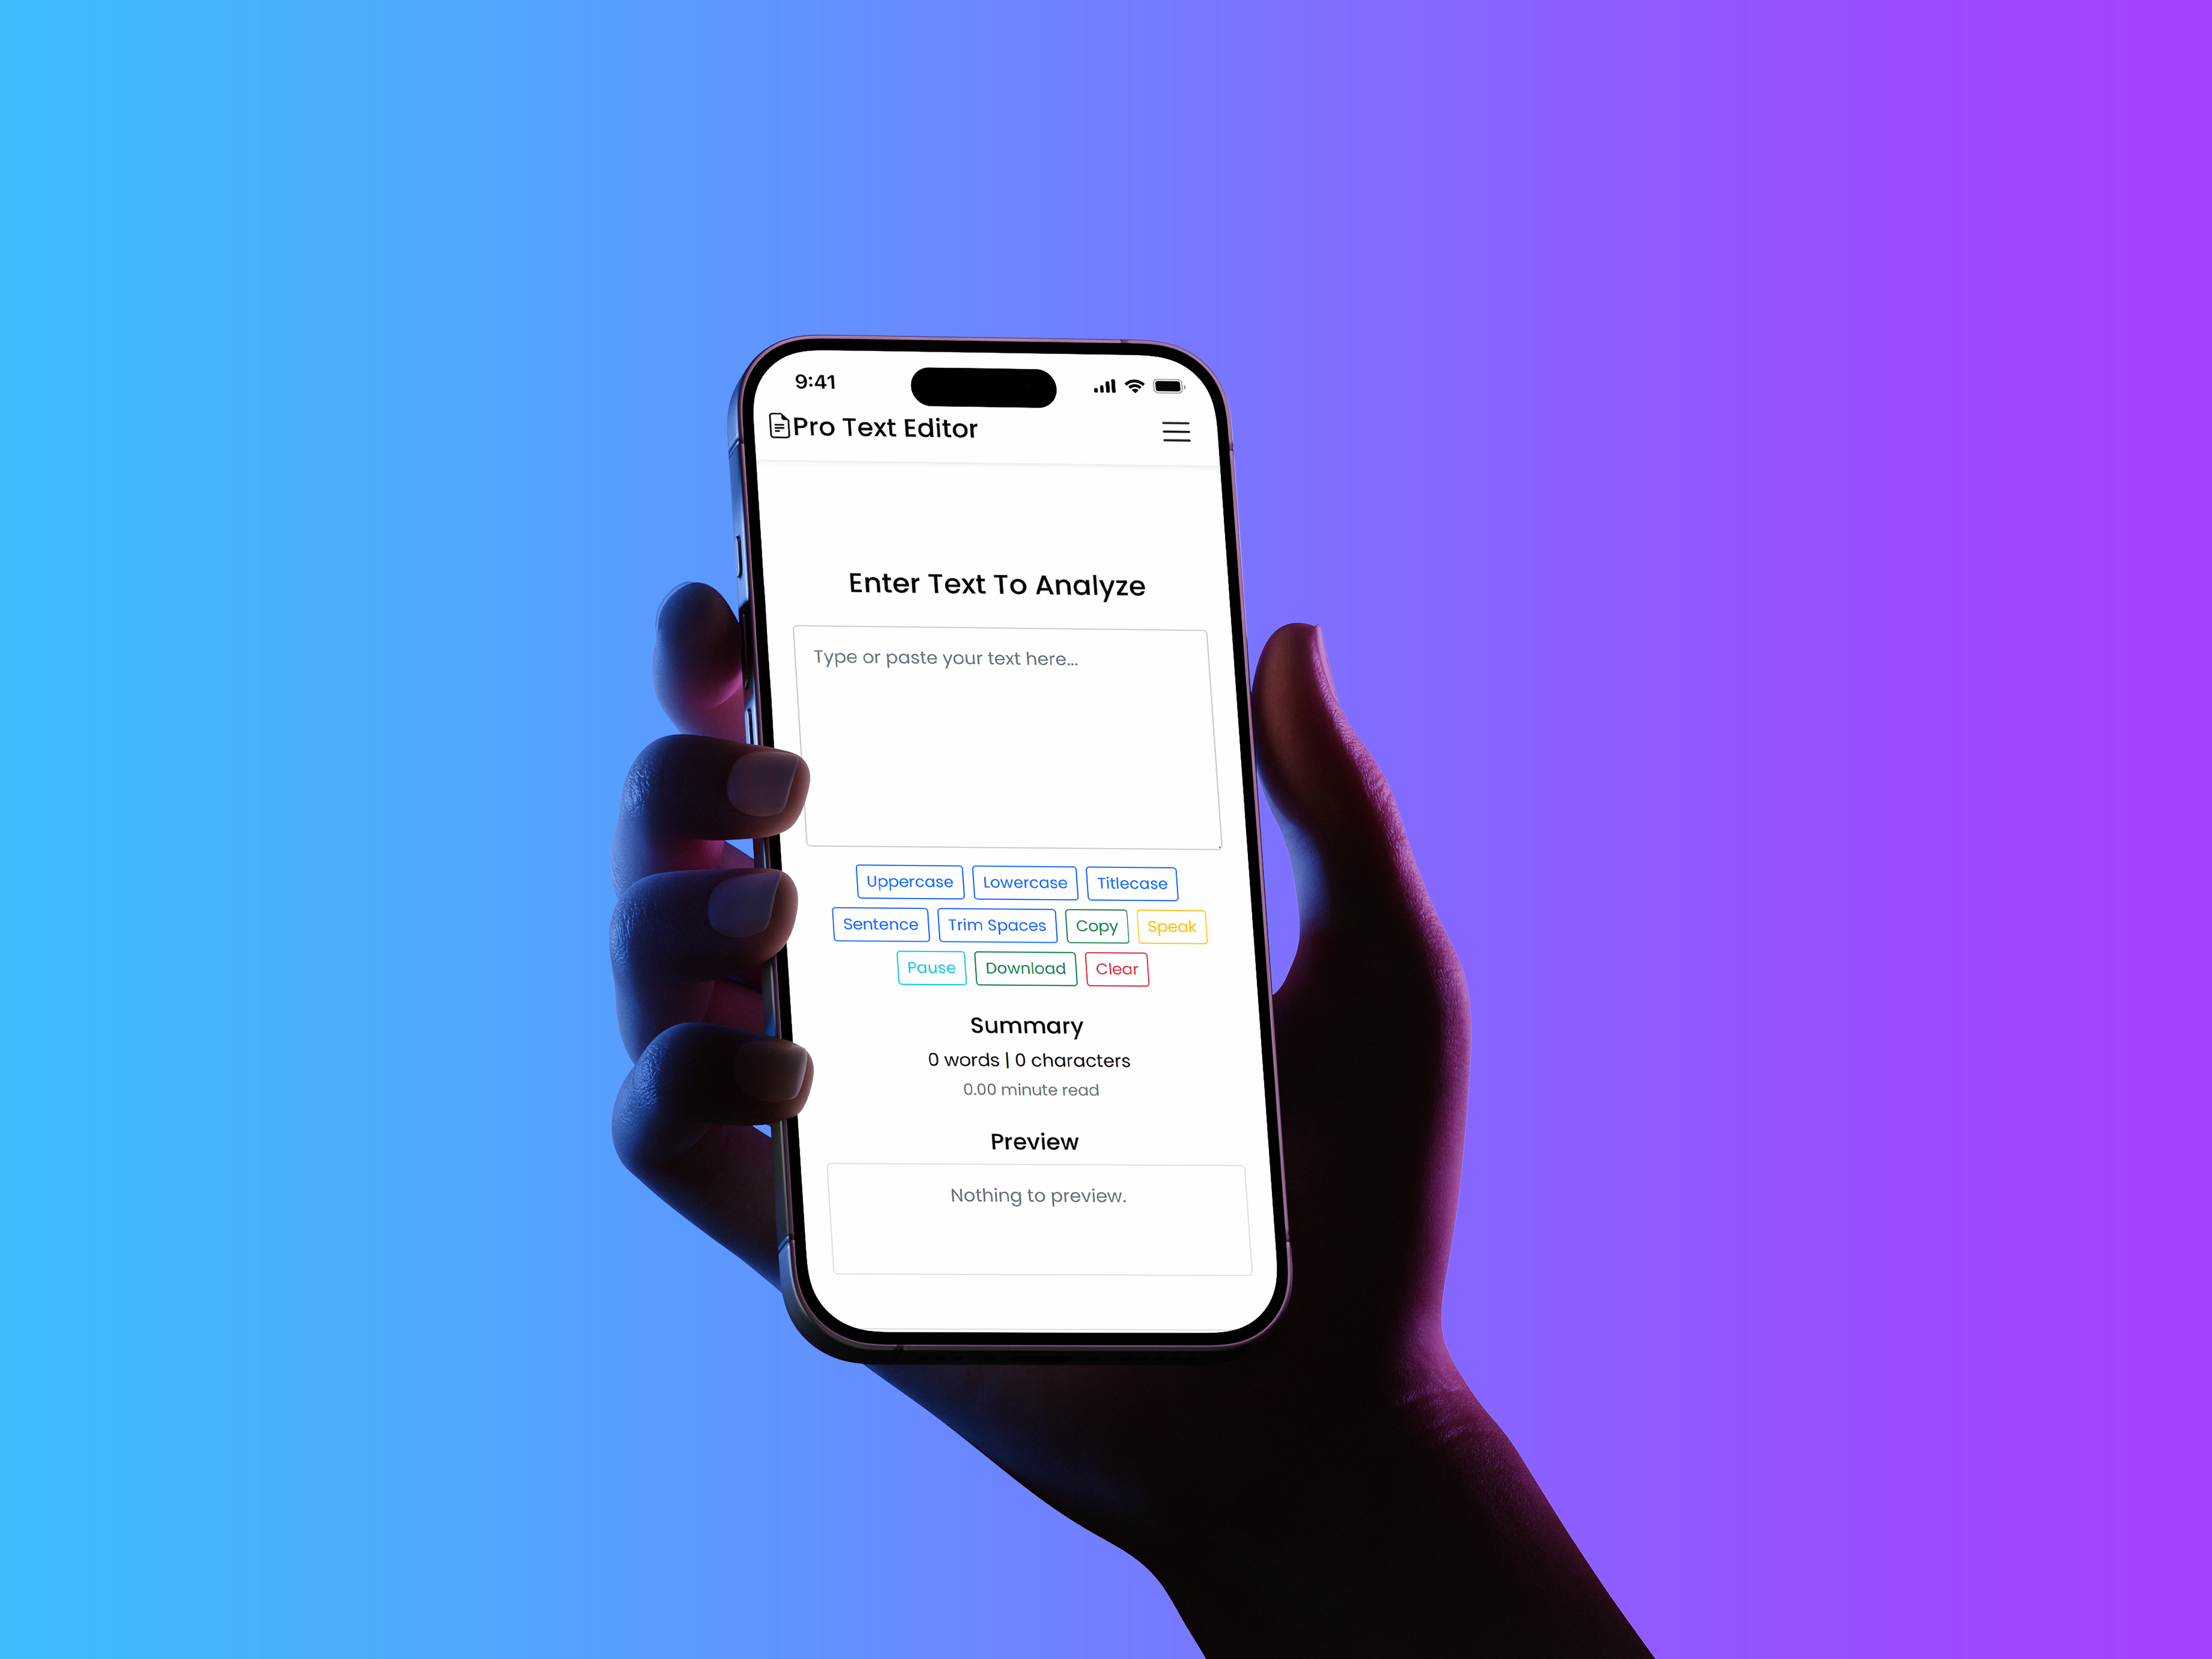 9:41
Pro Text Editor
Enter Text To Analyze
Type or paste your text here...
Uppercase Lowercase Titlecase
Sentence Trim Spaces Copy Speak
Pause Download Clear
Summary
0 words | 0 characters
0.00 minute read
Preview
Nothing to preview.